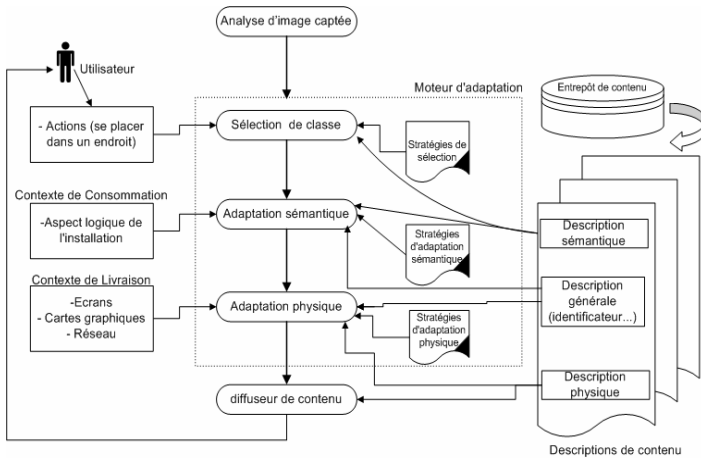 Analyse d'image captée
Utilisateur
Moteur d'adaptation
Entrepôt de contenu
- Actions (se placer
dans un endroit)
Sélection de classe
Stratégies de
sélection
Contexte de Consommation
-Aspect logique de
l'installation
Adaptation sémantique
Stratégies
d'adaptation
sémantique
Description
sémantique
Contexte de Livraison
-Ecrans
- Cartes graphiques
- Réseau
Adaptation physique
Stratégies
d'adaptation
physique
Description
générale
(identificateur...)
Description
physique
diffuseur de contenu
Descriptions de contenu